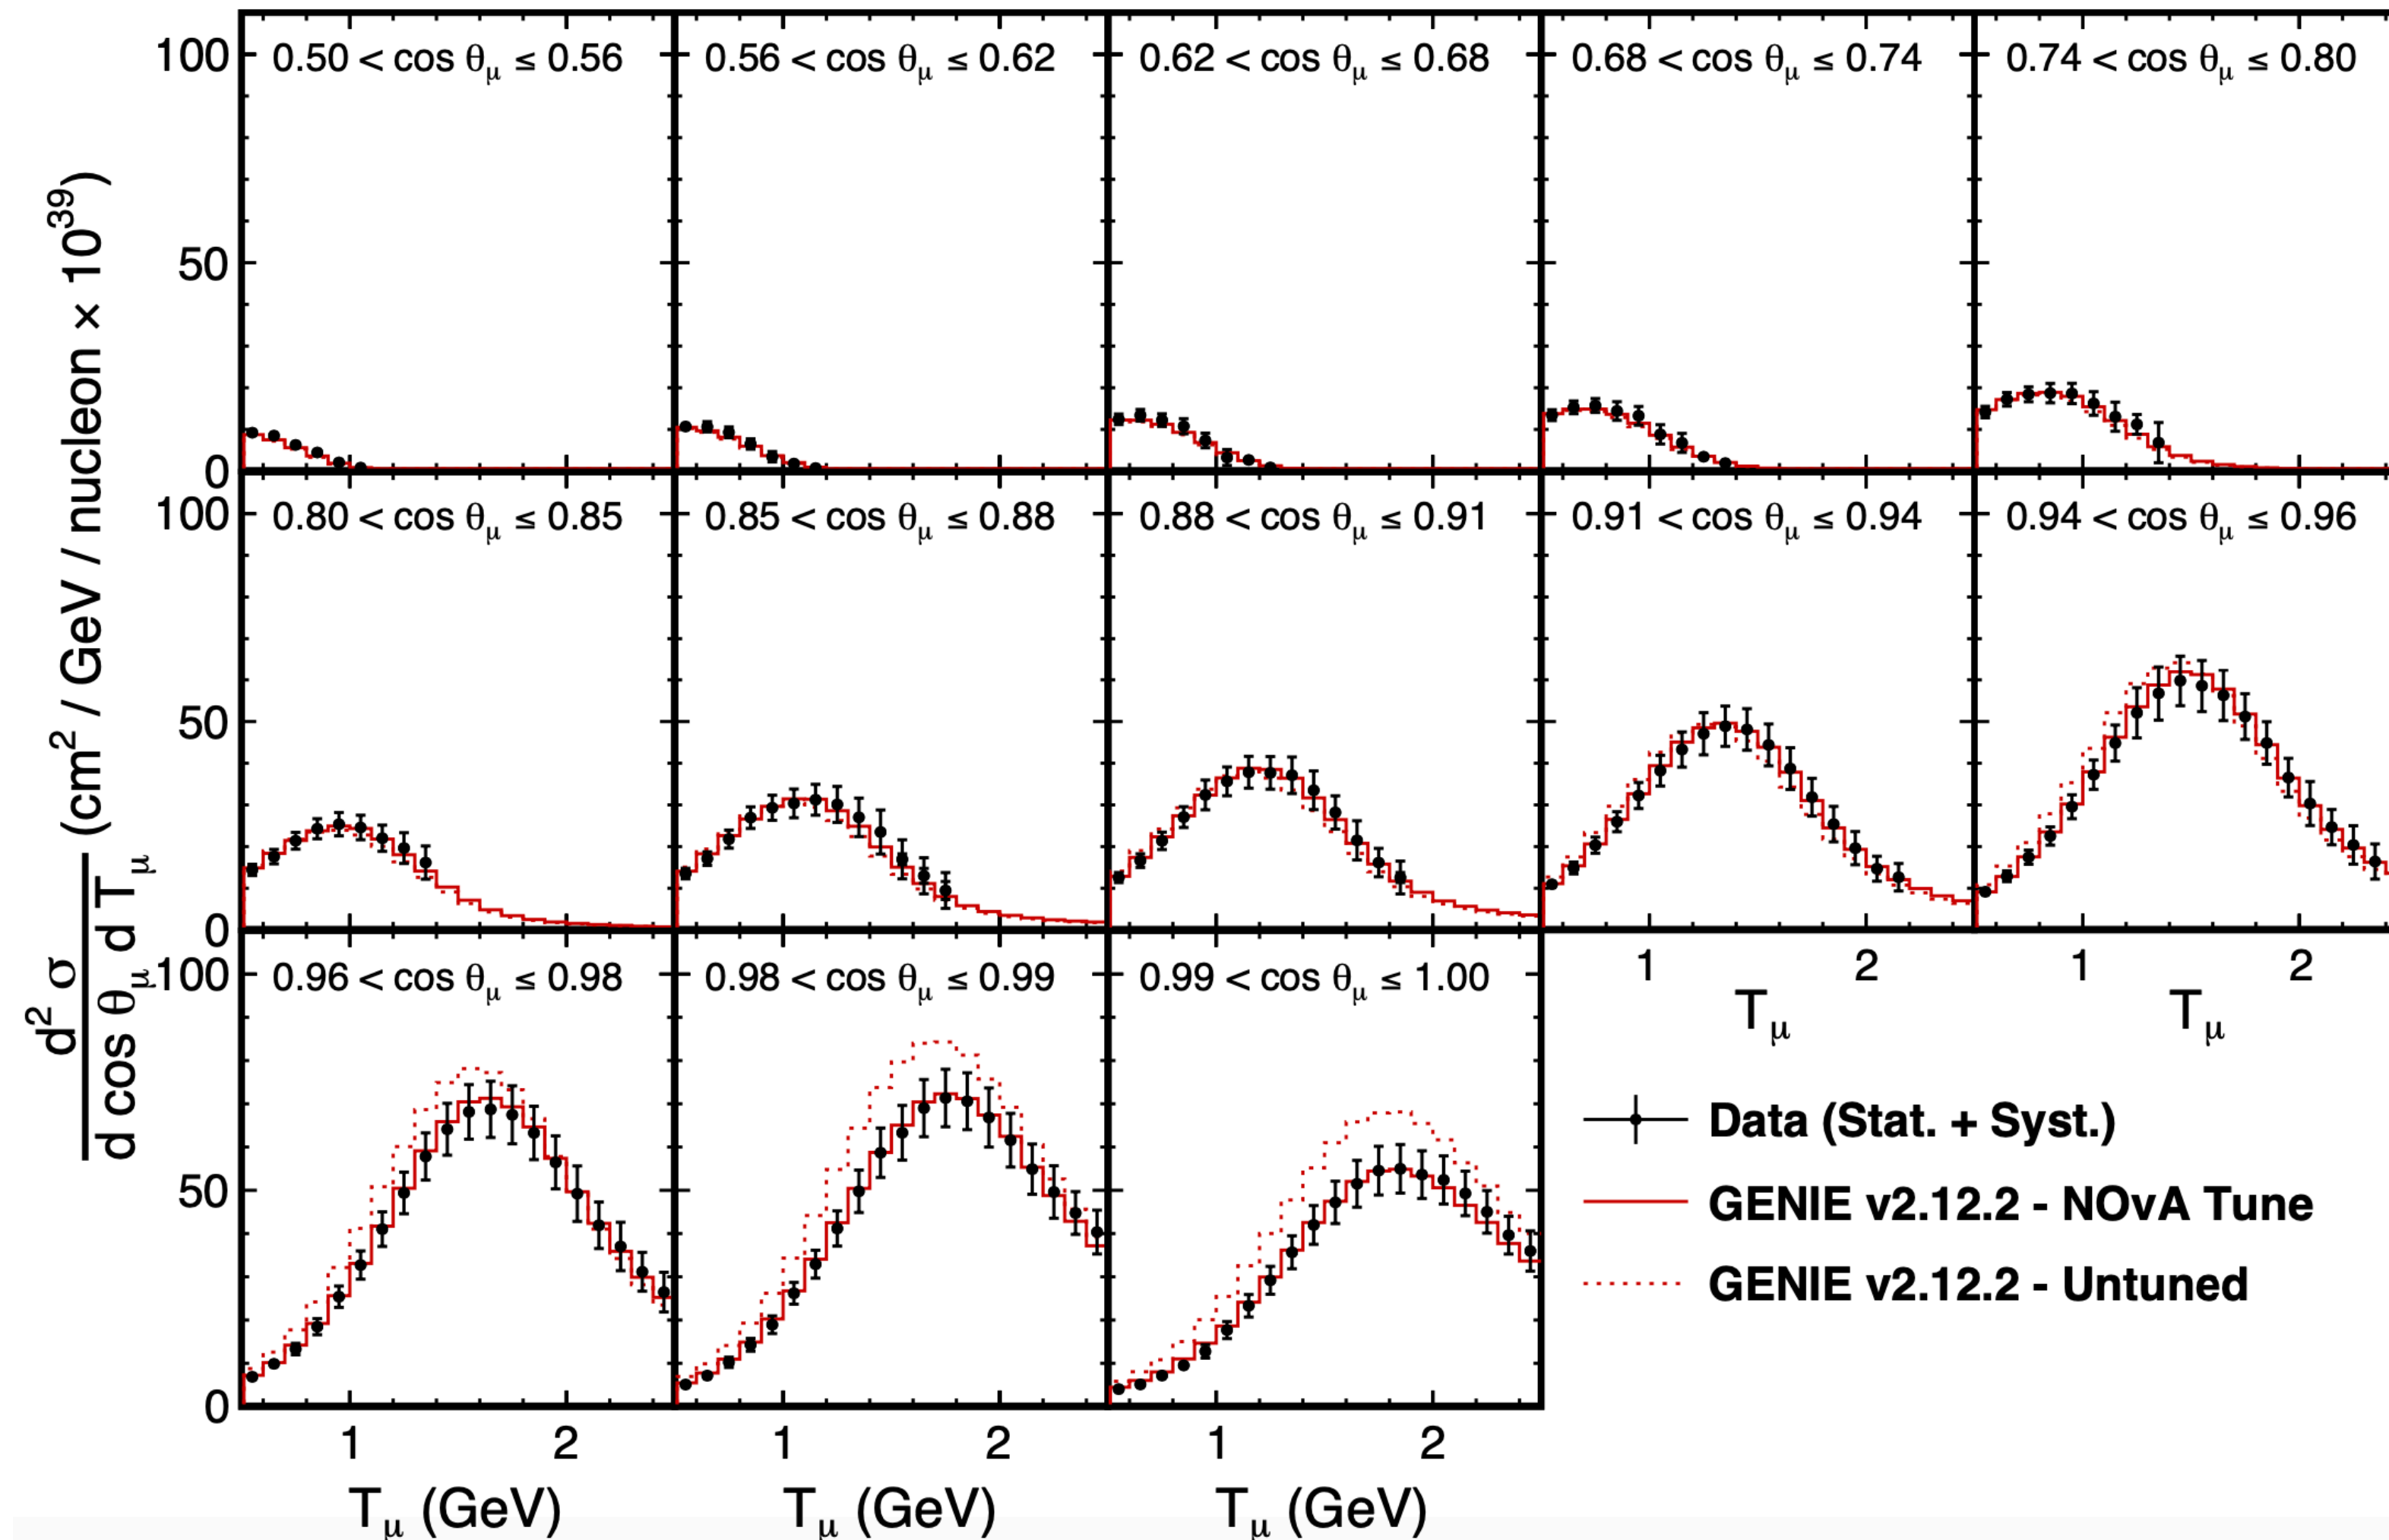 d² σ / d cos θμ d Tμ (cm² / GeV / nucleon × 10³⁹)
100 0.50 < cos θμ ≤ 0.56 0.56 < cos θμ ≤ 0.62 0.62 < cos θμ ≤ 0.68 0.68 < cos θμ ≤ 0.74 0.74 < cos θμ ≤ 0.80
50
0
100 0.80 < cos θμ ≤ 0.85 0.85 < cos θμ ≤ 0.88 0.88 < cos θμ ≤ 0.91 0.91 < cos θμ ≤ 0.94 0.94 < cos θμ ≤ 0.96
50
0
1 2 1 2
Tμ Tμ
100 0.96 < cos θμ ≤ 0.98 0.98 < cos θμ ≤ 0.99 0.99 < cos θμ ≤ 1.00
50
0
1 2 1 2 1 2
Tμ (GeV) Tμ (GeV) Tμ (GeV)
Data (Stat. + Syst.)
GENIE v2.12.2 - NOvA Tune
GENIE v2.12.2 - Untuned